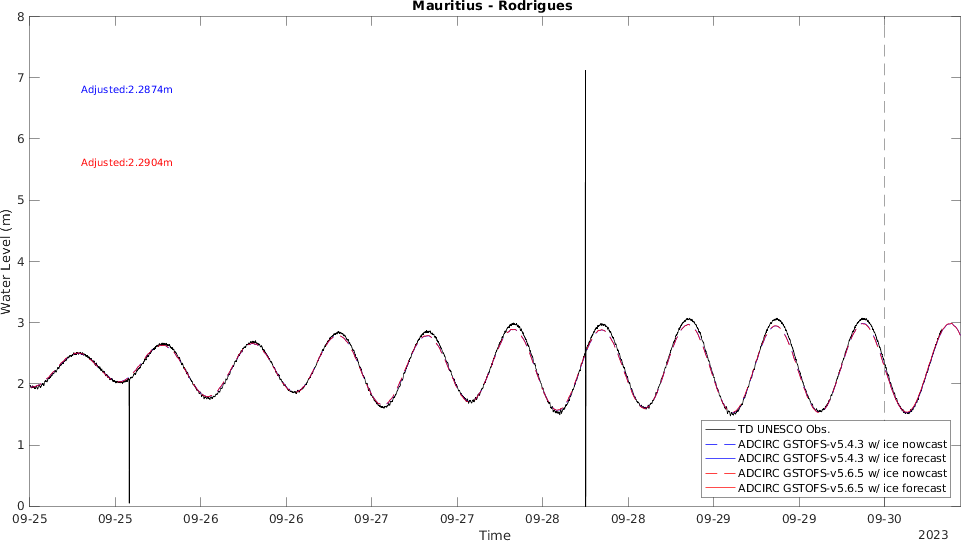 Mauritius - Rodrigues
8
7
6
5
4
3
2
1
0
Water Level (m)
Adjusted:2.2874m
Adjusted:2.2904m
TD UNESCO Obs.
ADCIRC GSTOFS-v5.4.3 w/ ice nowcast
ADCIRC GSTOFS-v5.4.3 w/ ice forecast
ADCIRC GSTOFS-v5.6.5 w/ ice nowcast
ADCIRC GSTOFS-v5.6.5 w/ ice forecast
09-25 09-25 09-26 09-26 09-27 09-27 09-28 09-28 09-29 09-29 09-30
Time
2023